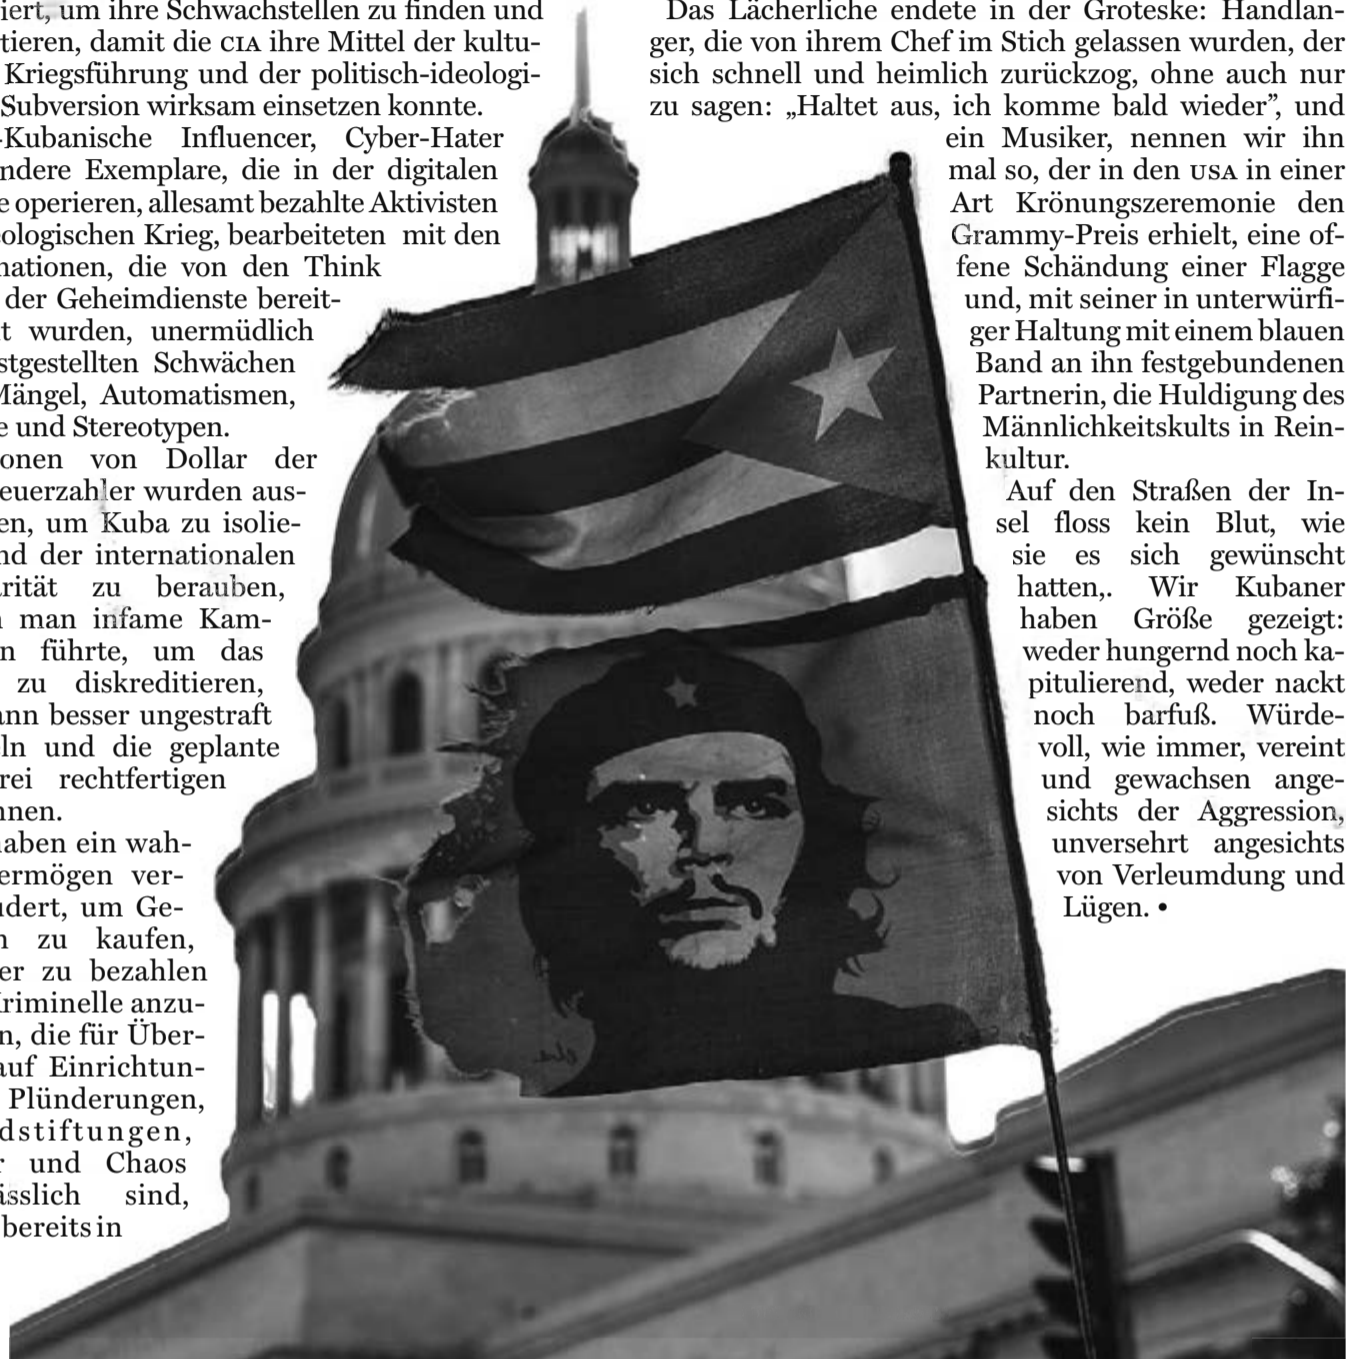 iert, um ihre Schwachstellen zu finden und
tieren, damit die CIA ihre Mittel der kultu-
Kriegsführung und der politisch-ideologi-
Subversion wirksam einsetzen konnte.
-Kubanische Influencer, Cyber-Hater
ndere Exemplare, die in der digitalen
e operieren, allesamt bezahlte Aktivisten
ologischen Krieg, bearbeiteten mit den
nationen, die von den Think
der Geheimdienste bereit-
t wurden, unermüdlich
stgestellten Schwächen
Mängel, Automatismen,
e und Stereotypen.
onen von Dollar der
euerzahler wurden aus-
en, um Kuba zu isolie-
nd der internationalen
arität zu berauben,
n man infame Kam-
n führte, um das
zu diskreditieren,
ann besser ungestraft
eln und die geplante
rei rechtfertigen
nnen.
haben ein wah-
ermögen ver-
udert, um Ge-
n zu kaufen,
er zu bezahlen
Kriminelle anzu-
n, die für Über-
auf Einrichtun-
Plünderungen,
dstiftungen,
r und Chaos
ässlich sind,
bereits in
Das Lächerliche endete in der Groteske: Handlan-
ger, die von ihrem Chef im Stich gelassen wurden, der
sich schnell und heimlich zurückzog, ohne auch nur
zu sagen: „Haltet aus, ich komme bald wieder”, und
ein Musiker, nennen wir ihn
mal so, der in den USA in einer
Art Krönungszeremonie den
Grammy-Preis erhielt, eine of-
fene Schändung einer Flagge
und, mit seiner in unterwürfi-
ger Haltung mit einem blauen
Band an ihn festgebundenen
Partnerin, die Huldigung des
Männlichkeitskults in Rein-
kultur.
Auf den Straßen der In-
sel floss kein Blut, wie
sie es sich gewünscht
hatten,. Wir Kubaner
haben Größe gezeigt:
weder hungernd noch ka-
pitulierend, weder nackt
noch barfuß. Würde-
voll, wie immer, vereint
und gewachsen ange-
sichts der Aggression,
unversehrt angesichts
von Verleumdung und
Lügen. •